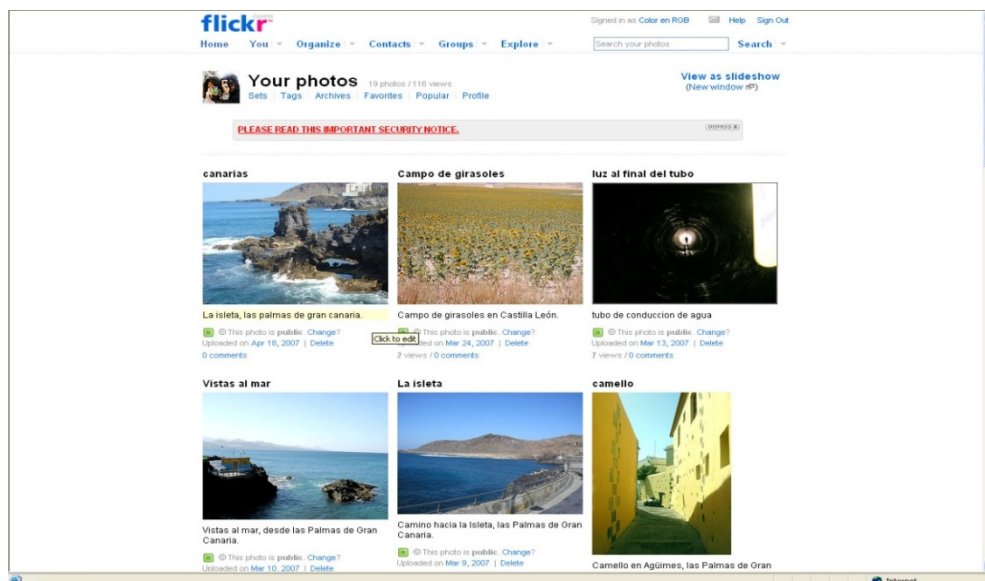 flickr
Signed in as Color en RGB Help Sign Out
Home You Organize Contacts Groups Explore Search your photos Search
Your photos 19 photos / 116 views
Sets Tags Archives Favorites Popular Profile
View as slideshow
(New window)
PLEASE READ THIS IMPORTANT SECURITY NOTICE. DISMISS X
canarias
La isleta, las palmas de gran canaria.
© This photo is public. Change?
Uploaded on Apr 18, 2007 | Delete
0 comments
Campo de girasoles
Campo de girasoles en Castilla León.
© This photo is public. Change?
Click to edit
on Mar 24, 2007 | Delete
2 views / 0 comments
luz al final del tubo
tubo de conduccion de agua
© This photo is public. Change?
Uploaded on Mar 13, 2007 | Delete
7 views / 0 comments
Vistas al mar
Vistas al mar, desde las Palmas de Gran
Canaria.
© This photo is public. Change?
Uploaded on Mar 10, 2007 | Delete
La isleta
Camino hacia la Isleta, las Palmas de Gran
Canaria.
© This photo is public. Change?
Uploaded on Mar 9, 2007 | Delete
camello
Camello en Agüimes, las Palmas de Gran
Internet